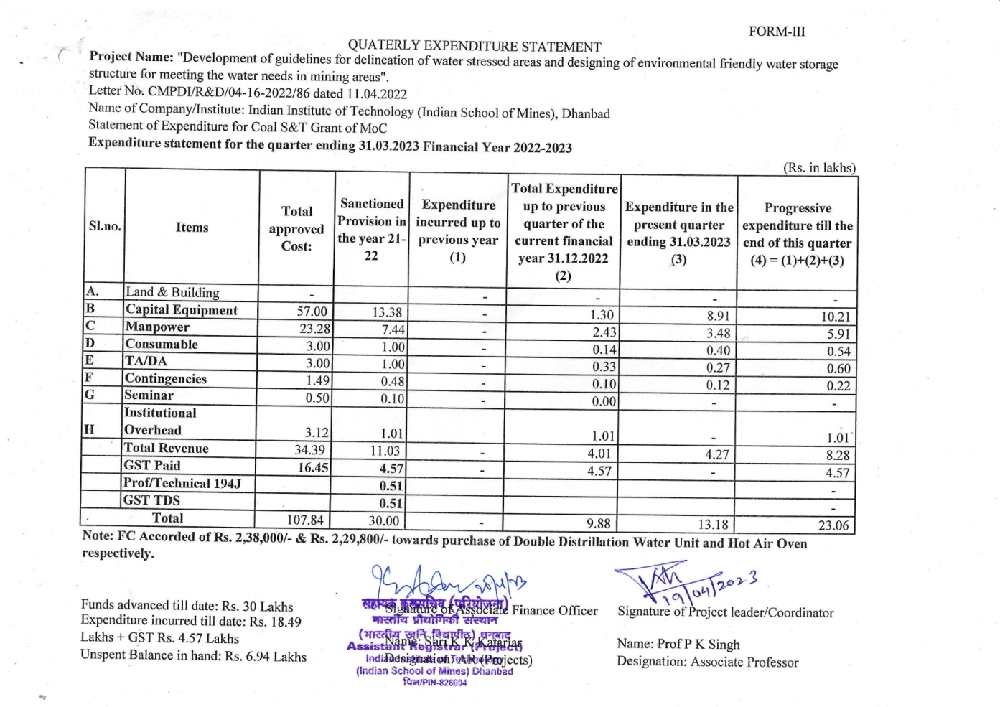 FORM-III
QUATERLY EXPENDITURE STATEMENT
Project Name: "Development of guidelines for delineation of water stressed areas and designing of environmental friendly water storage
structure for meeting the water needs in mining areas".
Letter No. CMPDI/R&D/04-16-2022/86 dated 11.04.2022
Name of Company/Institute: Indian Institute of Technology (Indian School of Mines), Dhanbad
Statement of Expenditure for Coal S&T Grant of MoC
Expenditure statement for the quarter ending 31.03.2023 Financial Year 2022-2023
(Rs. in lakhs)
Sl.no. Items Total approved Cost: Sanctioned Provision in the year 21-22 Expenditure incurred up to previous year (1) Total Expenditure up to previous quarter of the current financial year 31.12.2022 (2) Expenditure in the present quarter ending 31.03.2023 (3) Progressive expenditure till the end of this quarter (4) = (1)+(2)+(3)
A. Land & Building - - - - -
B Capital Equipment 57.00 13.38 - 1.30 8.91 10.21
C Manpower 23.28 7.44 - 2.43 3.48 5.91
D Consumable 3.00 1.00 - 0.14 0.40 0.54
E TA/DA 3.00 1.00 - 0.33 0.27 0.60
F Contingencies 1.49 0.48 - 0.10 0.12 0.22
G Seminar 0.50 0.10 0.00 - -
H Institutional Overhead 3.12 1.01 1.01 - 1.01
Total Revenue 34.39 11.03 - 4.01 4.27 8.28
GST Paid 16.45 4.57 - 4.57 - 4.57
Prof/Technical 194J 0.51 -
GST TDS 0.51 -
Total 107.84 30.00 - 9.88 13.18 23.06
Note: FC Accorded of Rs. 2,38,000/- & Rs. 2,29,800/- towards purchase of Double Distrillation Water Unit and Hot Air Oven
respectively.
19/04/2023
Funds advanced till date: Rs. 30 Lakhs
Expenditure incurred till date: Rs. 18.49
Lakhs + GST Rs. 4.57 Lakhs
Unspent Balance in hand: Rs. 6.94 Lakhs
सहायक कुलसचिव (परियोजना)
Signature of Associate Finance Officer
भारतीय प्रौद्योगिकी संस्थान
(भारतीय खनि विद्यापीठ) धनबाद
Name: Shri K K Katariar
Assistant Registrar (Project)
Designation: AR (Projects)
Indian Institute of Technology
(Indian School of Mines) Dhanbad
पिन/PIN-826004
Signature of Project leader/Coordinator
Name: Prof P K Singh
Designation: Associate Professor